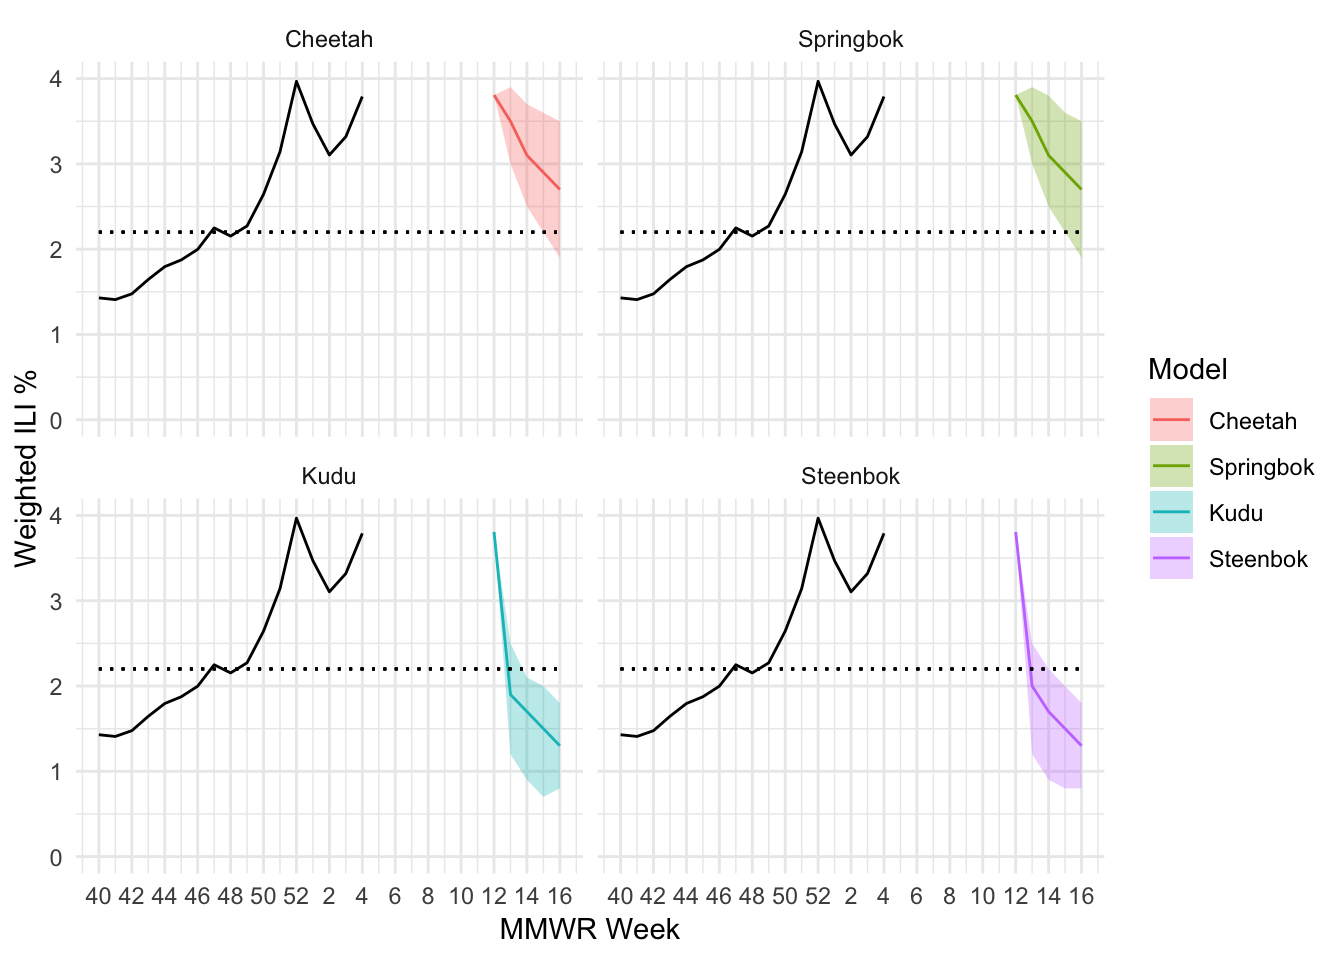 Cheetah
Springbok
4
3
2
1
0
Kudu
Steenbok
4
3
2
1
0
40 42 44 46 48 50 52 2 4 6 8 10 12 14 16
40 42 44 46 48 50 52 2 4 6 8 10 12 14 16
MMWR Week
Weighted ILI %
Model
Cheetah
Springbok
Kudu
Steenbok